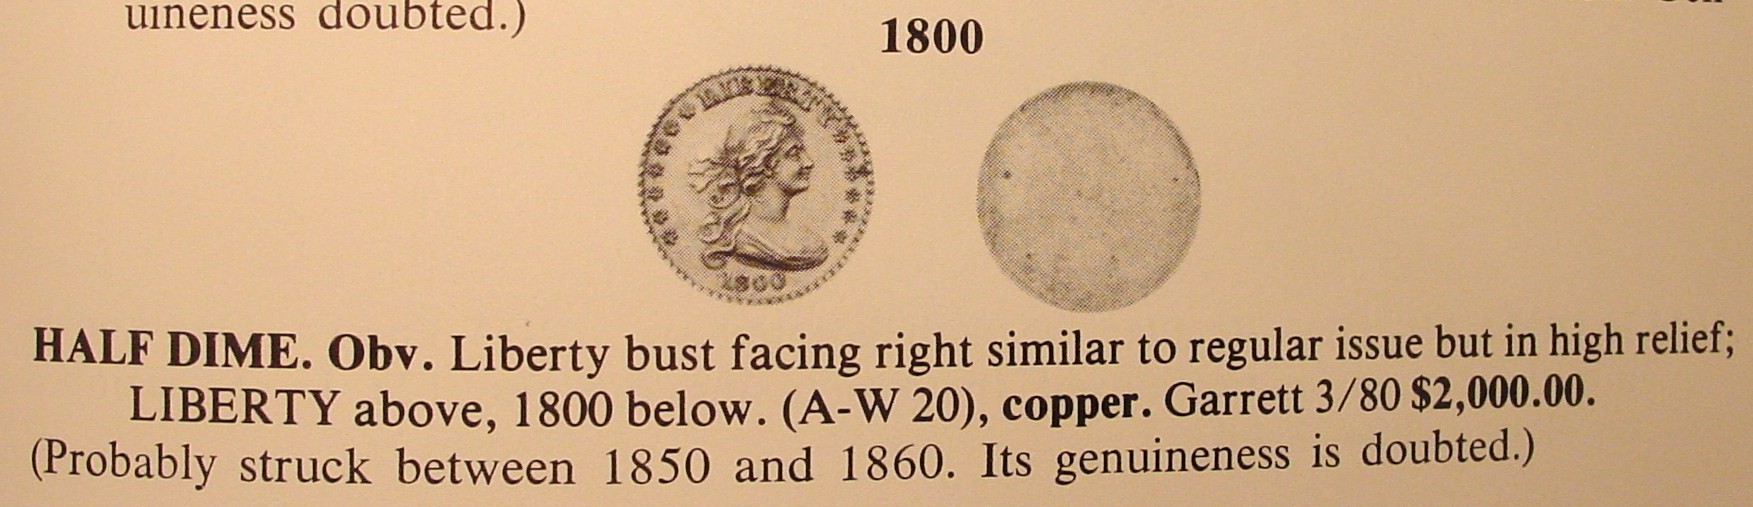 uineness doubted.)
1800
LIBERTY
1800
HALF DIME. Obv. Liberty bust facing right similar to regular issue but in high relief;
LIBERTY above, 1800 below. (A-W 20), copper. Garrett 3/80 $2,000.00.
(Probably struck between 1850 and 1860. Its genuineness is doubted.)